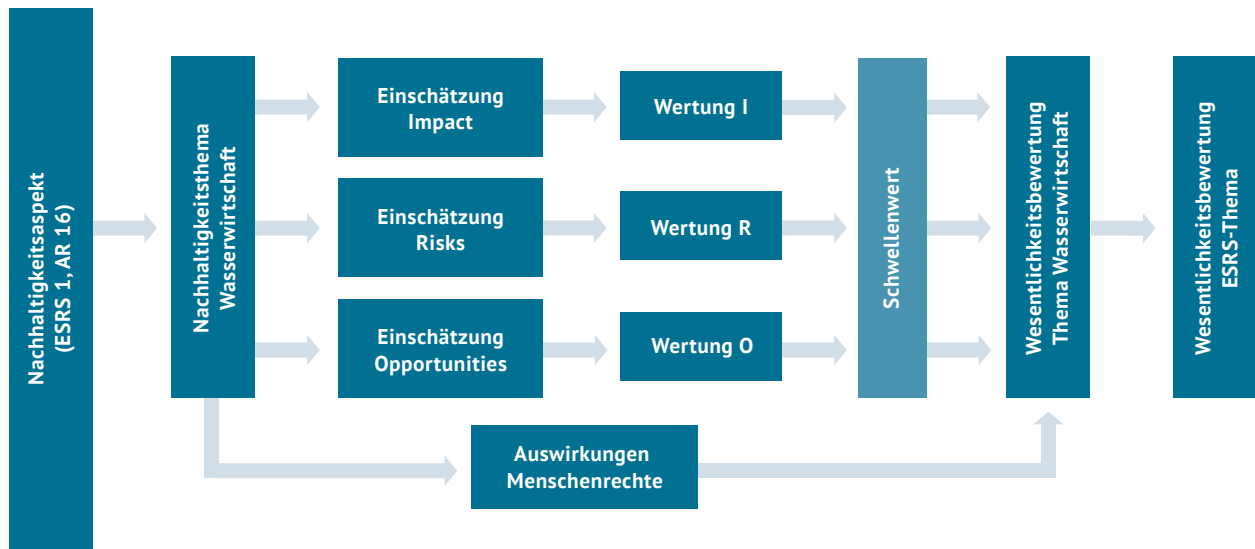 Nachhaltigkeitsaspekt
(ESRS 1, AR 16)
Nachhaltigkeitsthema
Wasserwirtschaft
Einschätzung
Impact
Wertung I
Einschätzung
Risks
Wertung R
Einschätzung
Opportunities
Wertung O
Schwellenwert
Auswirkungen
Menschenrechte
Wesentlichkeitsbewertung
Thema Wasserwirtschaft
Wesentlichkeitsbewertung
ESRS-Thema